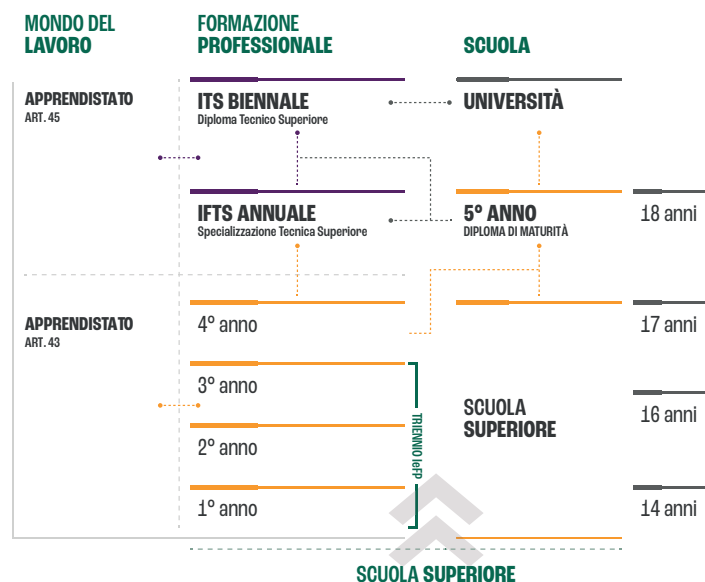 MONDO DEL
LAVORO
FORMAZIONE
PROFESSIONALE
SCUOLA
APPRENDISTATO
ART. 45
ITS BIENNALE
Diploma Tecnico Superiore
UNIVERSITÀ
IFTS ANNUALE
Specializzazione Tecnica Superiore
5° ANNO
DIPLOMA DI MATURITÀ
18 anni
APPRENDISTATO
ART. 43
4° anno
17 anni
3° anno
2° anno
1° anno
TRIENNIO IeFP
SCUOLA
SUPERIORE
16 anni
14 anni
SCUOLA SUPERIORE